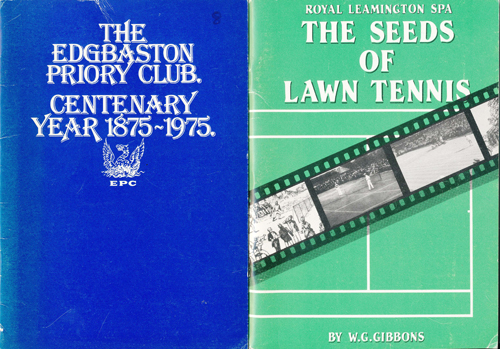 THE
EDGBASTON
PRIORY CLUB.
CENTENARY
YEAR 1875~1975.
EPC
ROYAL LEAMINGTON SPA
THE SEEDS
OF
LAWN TENNIS
BY W.G.GIBBONS